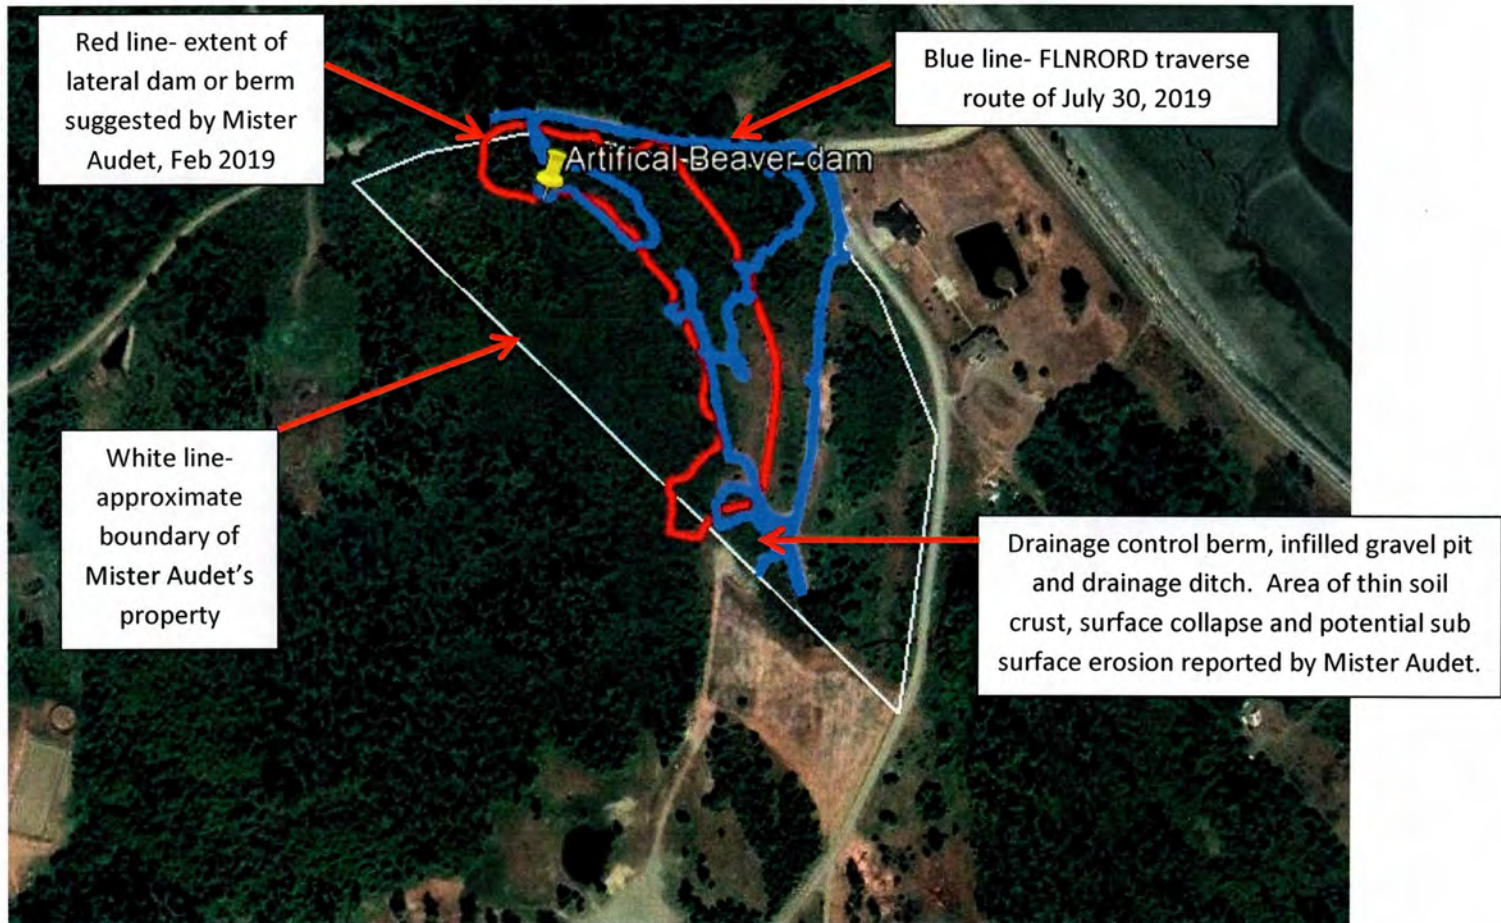 Red line- extent of
lateral dam or berm
suggested by Mister
Audet, Feb 2019
Blue line- FLNRORD traverse
route of July 30, 2019
Artifical-Beaver-dam
White line-
approximate
boundary of
Mister Audet's
property
Drainage control berm, infilled gravel pit
and drainage ditch. Area of thin soil
crust, surface collapse and potential sub
surface erosion reported by Mister Audet.